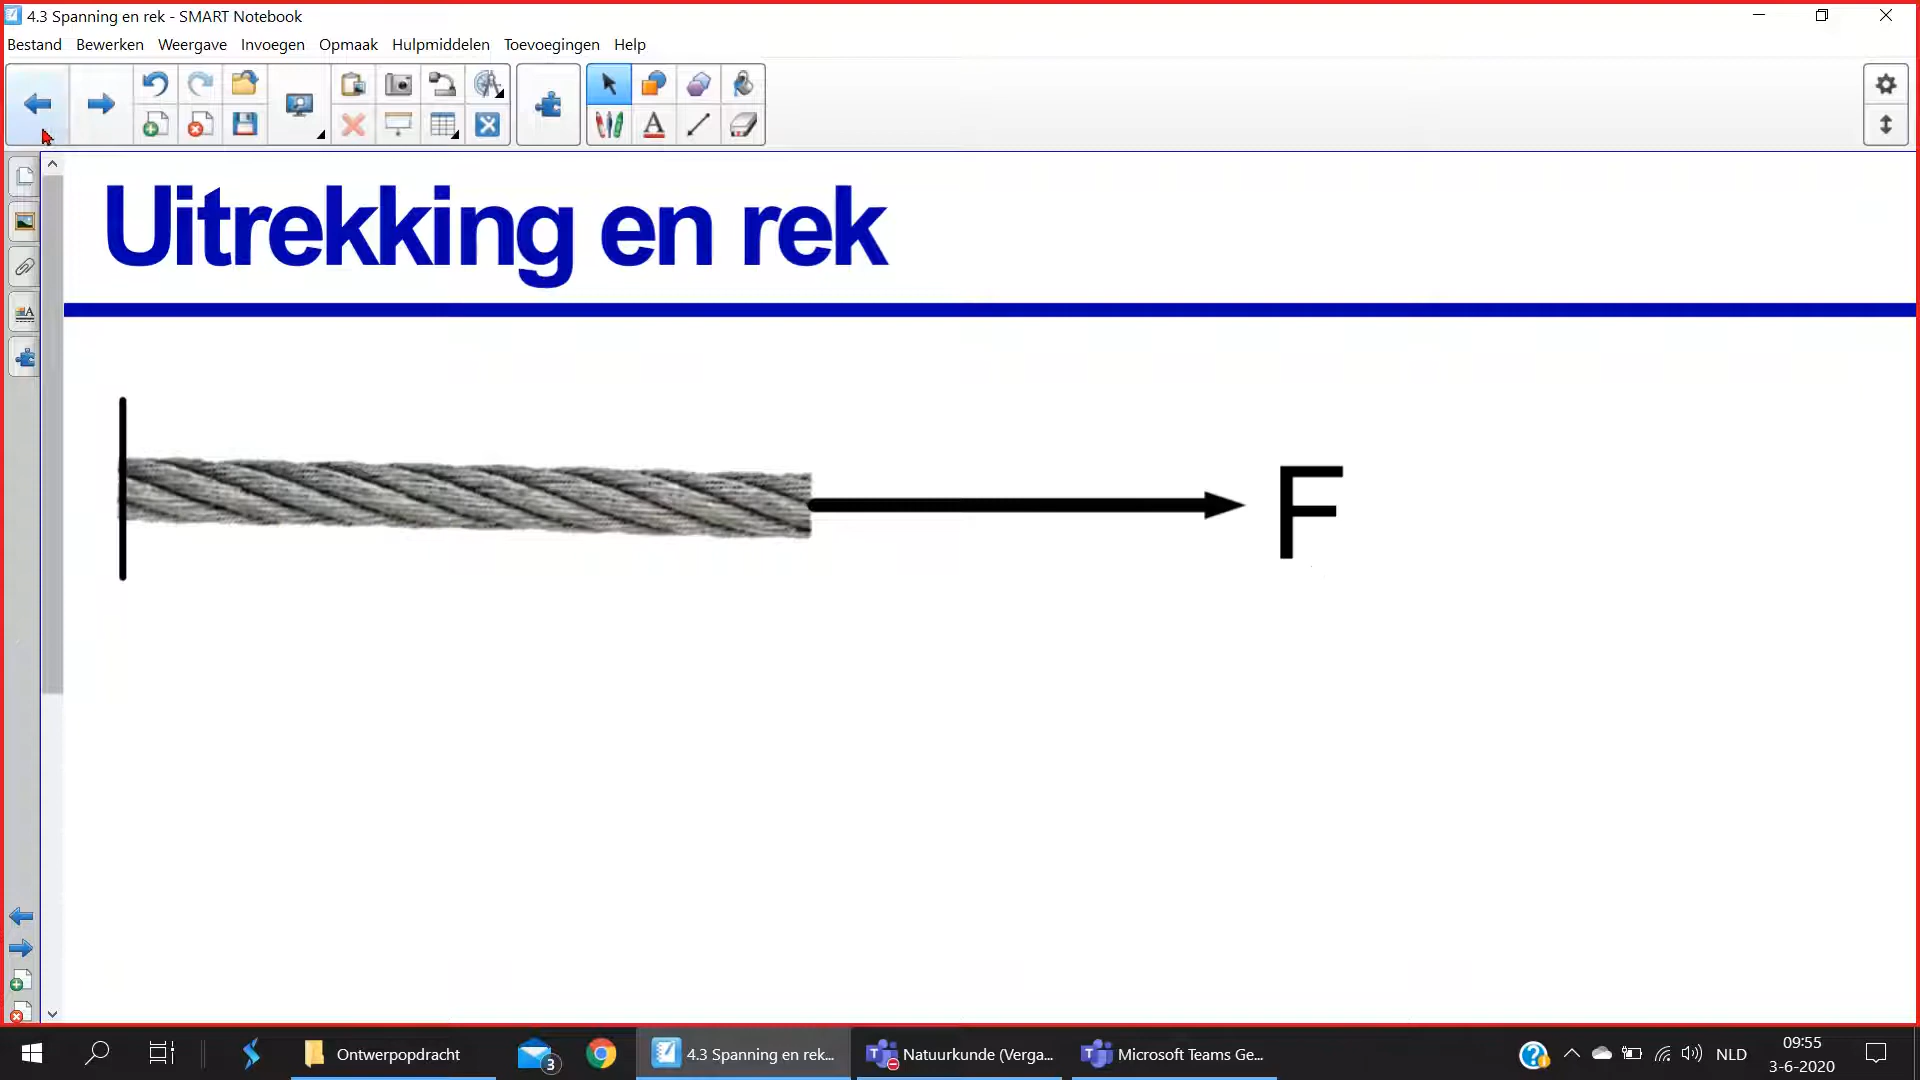 4.3 Spanning en rek - SMART Notebook
Bestand Bewerken Weergave Invoegen Opmaak Hulpmiddelen Toevoegingen Help
Uitrekking en rek
F
Ontwerpopdracht
3
4.3 Spanning en rek...
Natuurkunde (Verga...
Microsoft Teams Ge...
NLD
09:55
3-6-2020